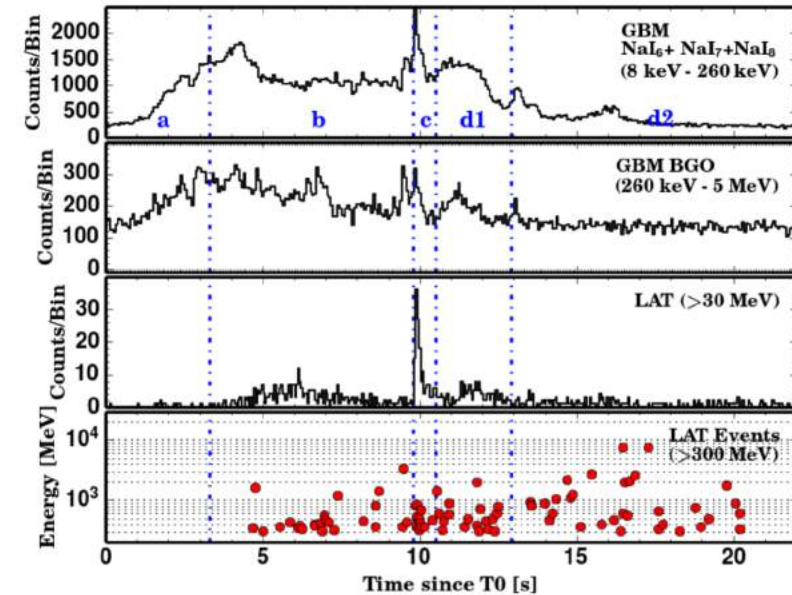 GBM
NaI6+ NaI7+NaI8
(8 keV - 260 keV)
Counts/Bin
2000
1500
1000
500
0
a
b
c
d1
d2
GBM BGO
(260 keV - 5 MeV)
Counts/Bin
300
200
100
0
LAT (>30 MeV)
Counts/Bin
30
20
10
0
LAT Events
(>300 MeV)
Energy [MeV]
10^4
10^3
0
5
10
15
20
Time since T0 [s]